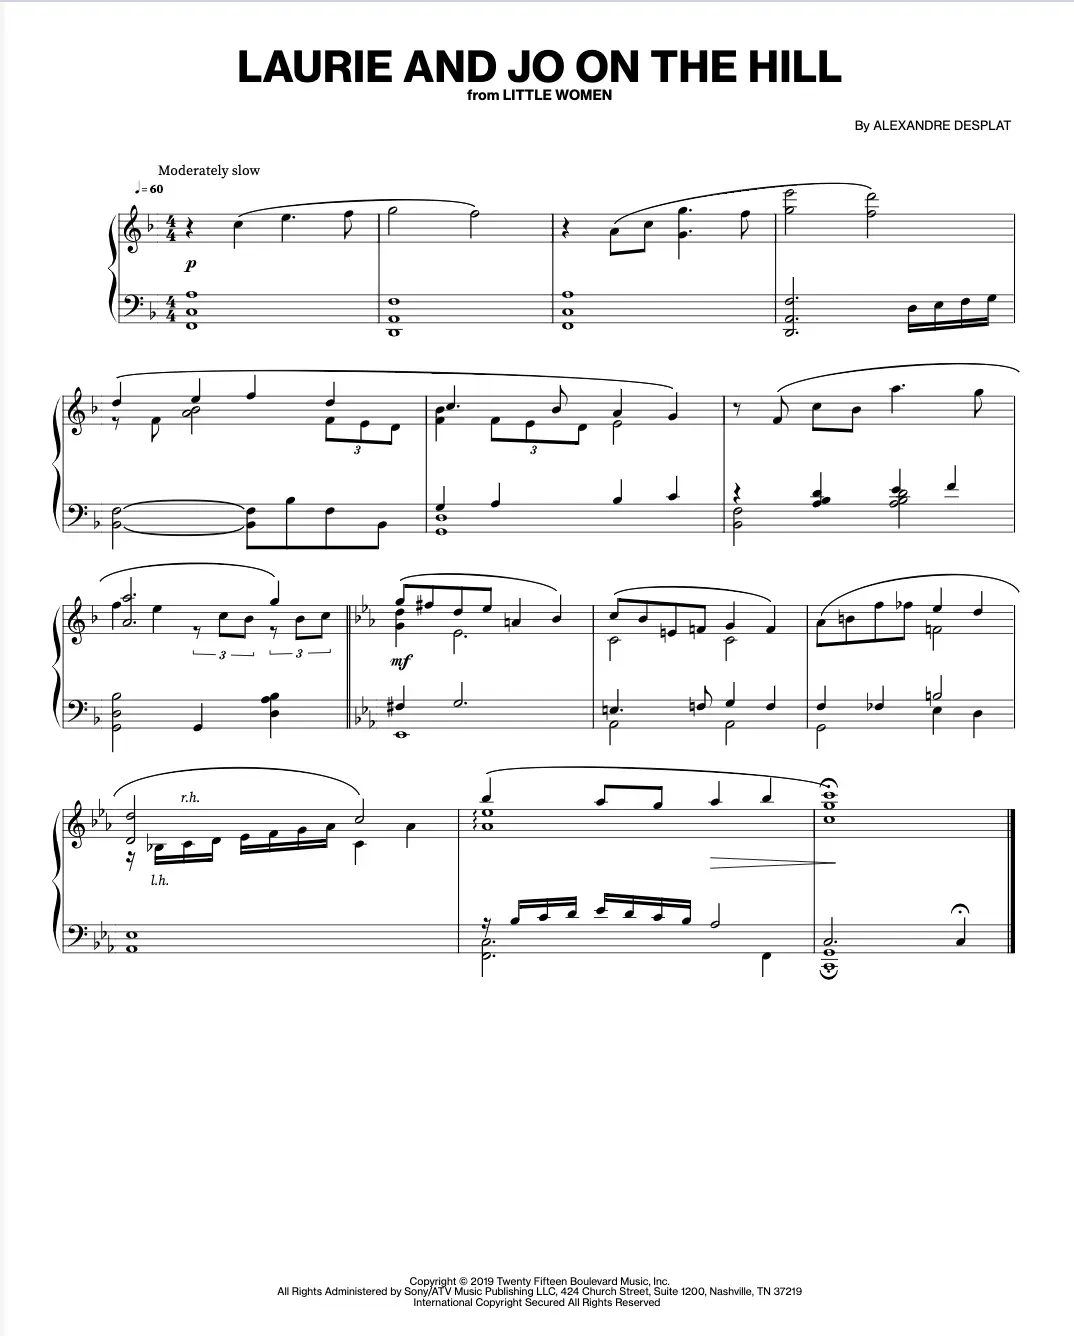 LAURIE AND JO ON THE HILL
from LITTLE WOMEN
By ALEXANDRE DESPLAT
Moderately slow
♩= 60
4
4
p
4
4
3
3
3
3
mf
r.h.
l.h.
Copyright © 2019 Twenty Fifteen Boulevard Music, Inc.
All Rights Administered by Sony/ATV Music Publishing LLC, 424 Church Street, Suite 1200, Nashville, TN 37219
International Copyright Secured All Rights Reserved